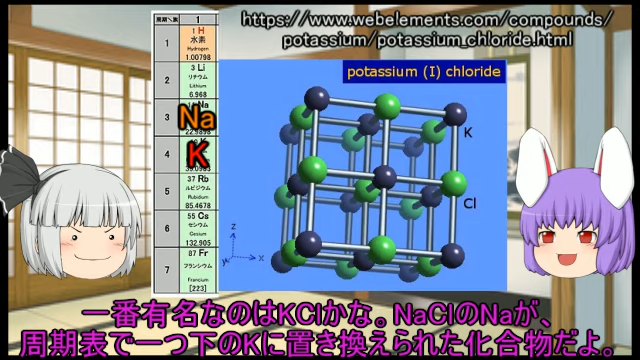 https://www.webelements.com/compounds/
potassium/potassium_chloride.html
周期＼族 1
1 1 H
水素
Hydrogen
1.00798
2 3 Li
リチウム
Lithium
6.968
3 Na
4 K
5 37 Rb
ルビジウム
Rubidium
85.4678
6 55 Cs
セシウム
Cesium
132.905
7 87 Fr
フランシウム
Francium
[223]
potassium (I) chloride
K
Cl
z
y
x
一番有名なのはKClかな。NaClのNaが、
周期表で一つ下のKに置き換えられた化合物だよ。